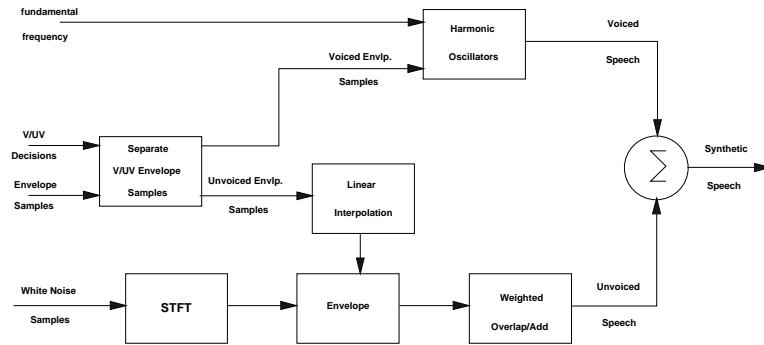 fundamental
frequency
Harmonic
Oscillators
Voiced
Speech
Voiced Envlp.
Samples
V/UV
Decisions
Separate
V/UV Envelope
Samples
Envelope
Samples
Unvoiced Envlp.
Samples
Linear
Interpolation
Σ
Synthetic
Speech
White Noise
Samples
STFT
Envelope
Weighted
Overlap/Add
Unvoiced
Speech